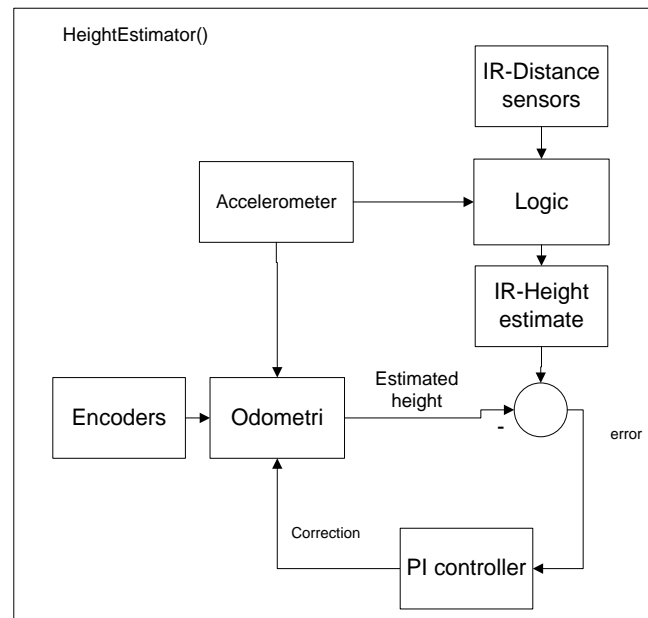 HeightEstimator()
IR-Distance
sensors
Accelerometer
Logic
IR-Height
estimate
Encoders
Odometri
Estimated
height
-
error
Correction
PI controller